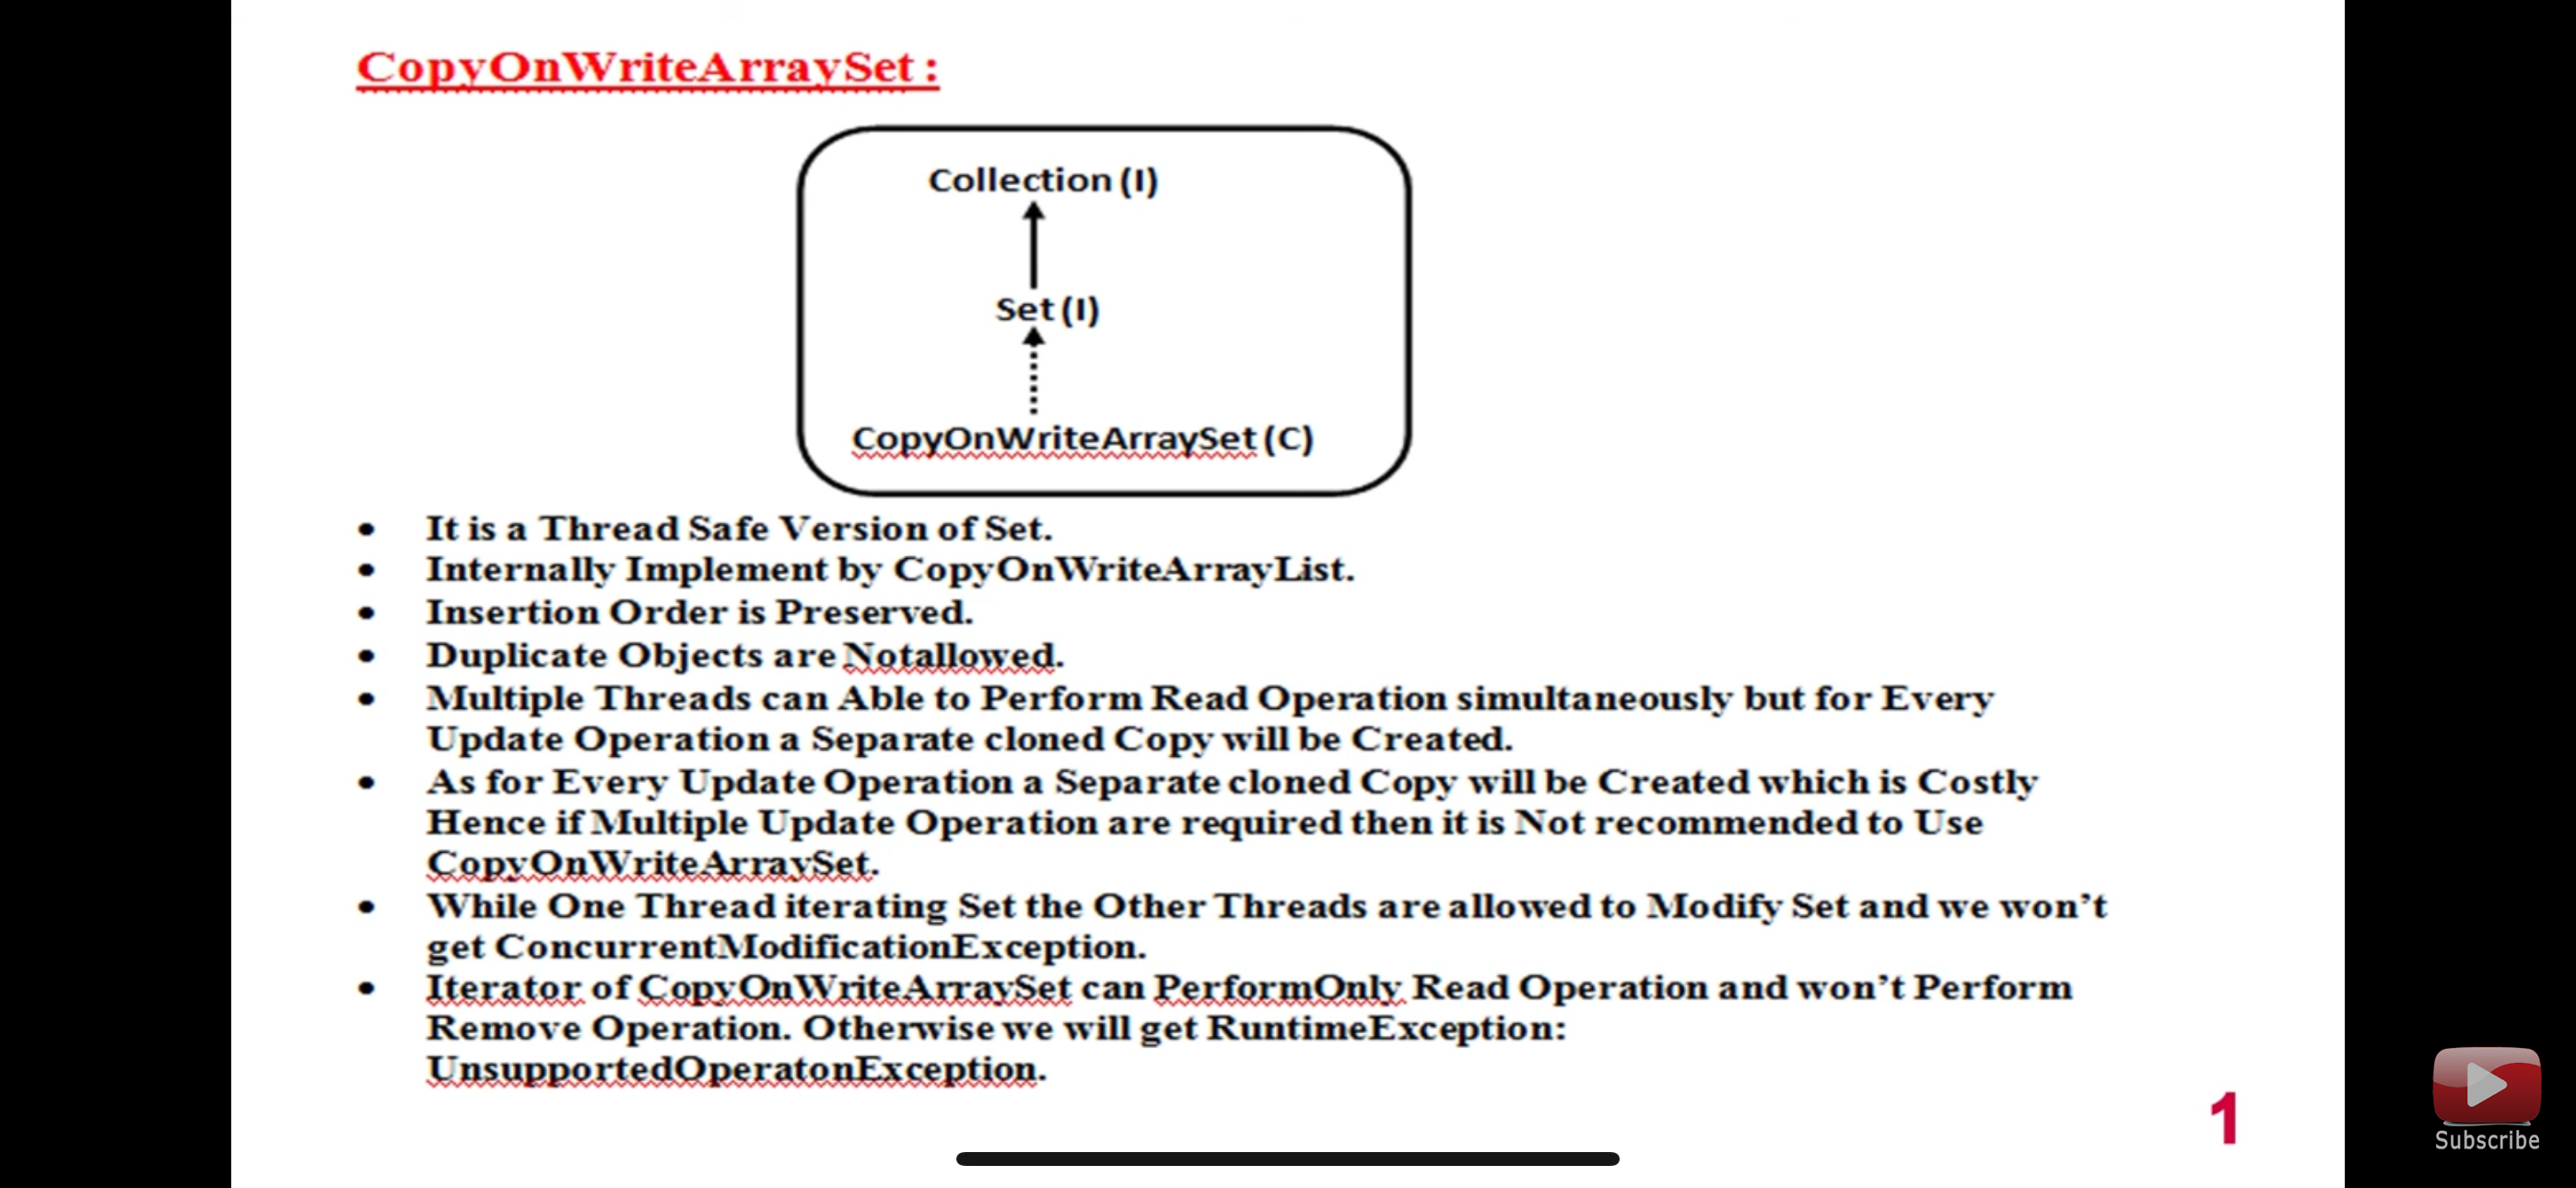 CopyOnWriteArraySet :
Collection (I)
Set (I)
CopyOnWriteArraySet (C)
• It is a Thread Safe Version of Set.
• Internally Implement by CopyOnWriteArrayList.
• Insertion Order is Preserved.
• Duplicate Objects are Notallowed.
• Multiple Threads can Able to Perform Read Operation simultaneously but for Every
Update Operation a Separate cloned Copy will be Created.
• As for Every Update Operation a Separate cloned Copy will be Created which is Costly
Hence if Multiple Update Operation are required then it is Not recommended to Use
CopyOnWriteArraySet.
• While One Thread iterating Set the Other Threads are allowed to Modify Set and we won’t
get ConcurrentModificationException.
• Iterator of CopyOnWriteArraySet can PerformOnly Read Operation and won’t Perform
Remove Operation. Otherwise we will get RuntimeException:
UnsupportedOperatonException.
1
Subscribe